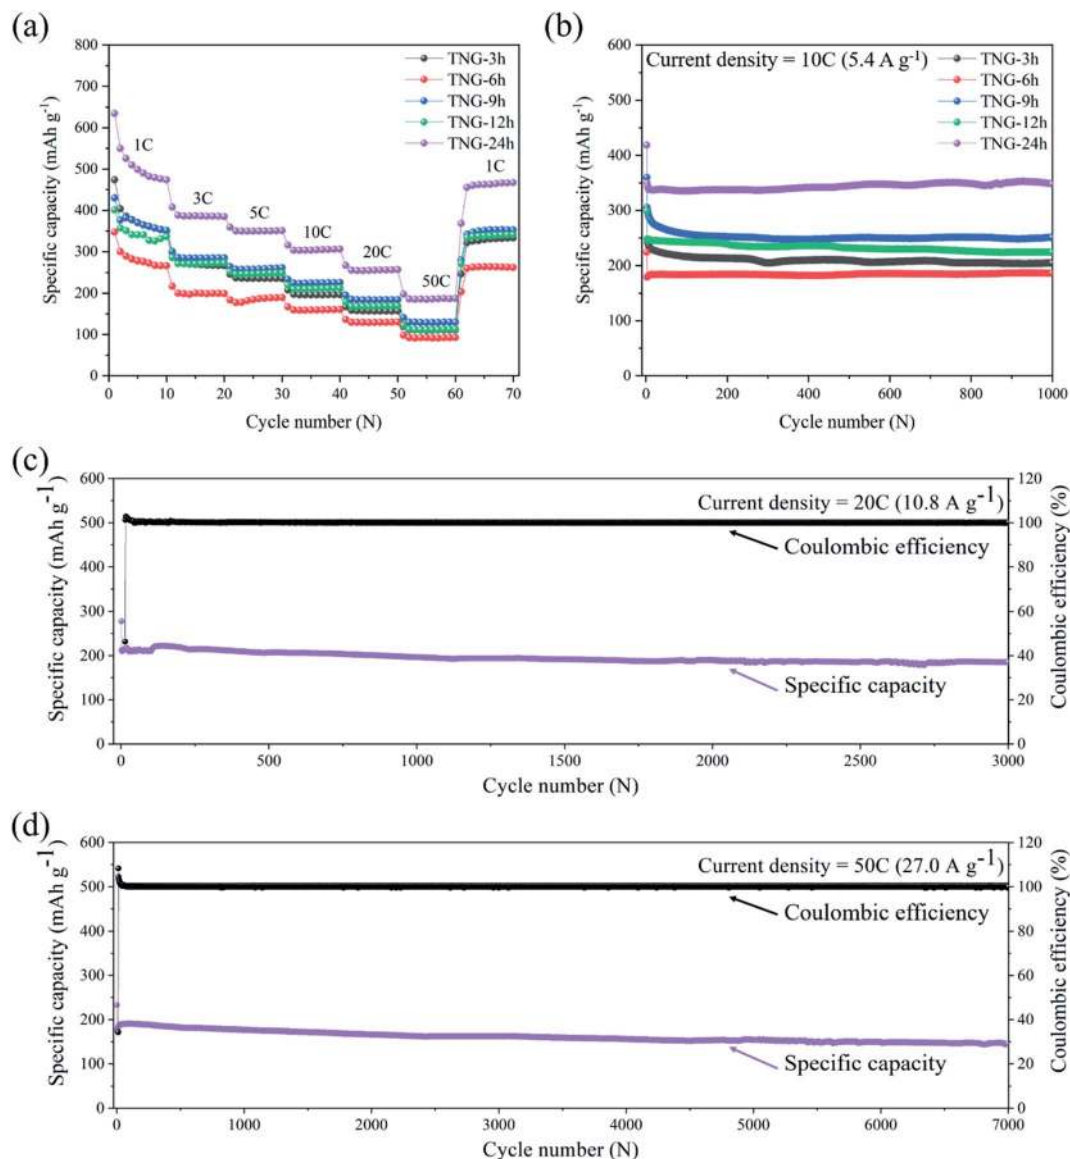 (a)
800
700
600
500
400
300
200
100
0
Specific capacity (mAh g⁻¹)
TNG-3h
TNG-6h
TNG-9h
TNG-12h
TNG-24h
1C
3C
5C
10C
20C
50C
1C
0 10 20 30 40 50 60 70
Cycle number (N)
(b)
600
500
400
300
200
100
0
Specific capacity (mAh g⁻¹)
Current density = 10C (5.4 A g⁻¹)
TNG-3h
TNG-6h
TNG-9h
TNG-12h
TNG-24h
0 200 400 600 800 1000
Cycle number (N)
(c)
600
500
400
300
200
100
0
Specific capacity (mAh g⁻¹)
Current density = 20C (10.8 A g⁻¹)
Coulombic efficiency
Specific capacity
120
100
80
60
40
20
0
Coulombic efficiency (%)
0 500 1000 1500 2000 2500 3000
Cycle number (N)
(d)
600
500
400
300
200
100
0
Specific capacity (mAh g⁻¹)
Current density = 50C (27.0 A g⁻¹)
Coulombic efficiency
Specific capacity
120
100
80
60
40
20
0
Coulombic efficiency (%)
0 1000 2000 3000 4000 5000 6000 7000
Cycle number (N)